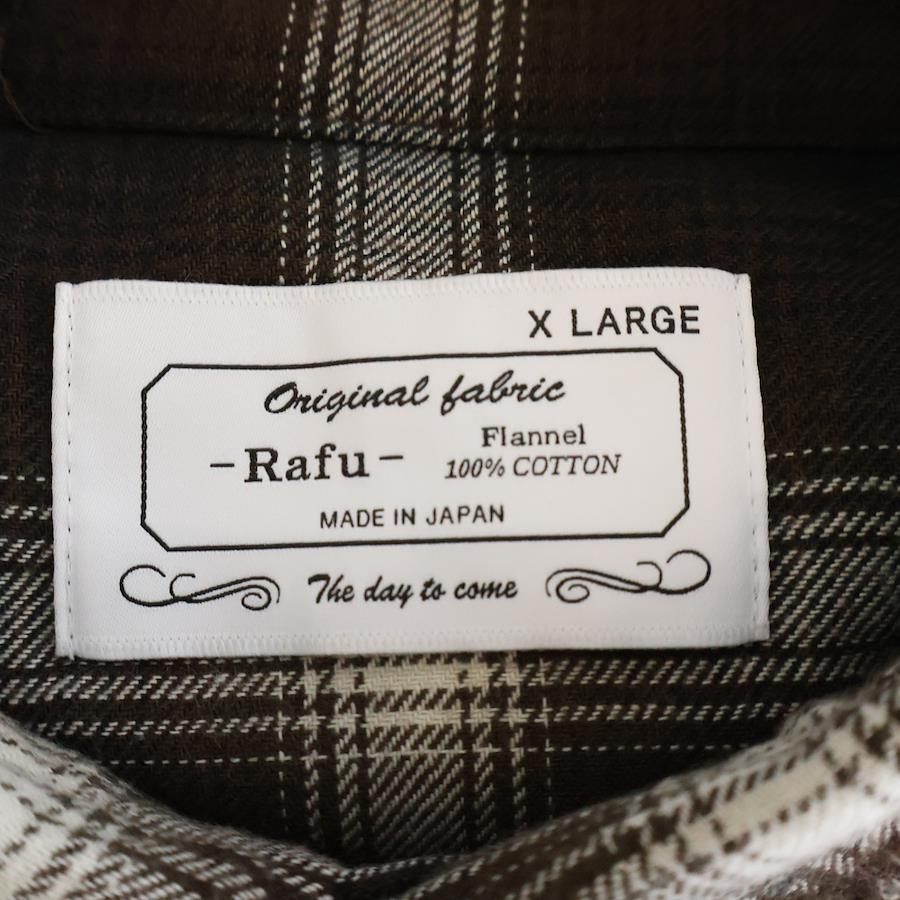 X LARGE
Original fabric
-Rafu-
Flannel
100% COTTON
MADE IN JAPAN
The day to come